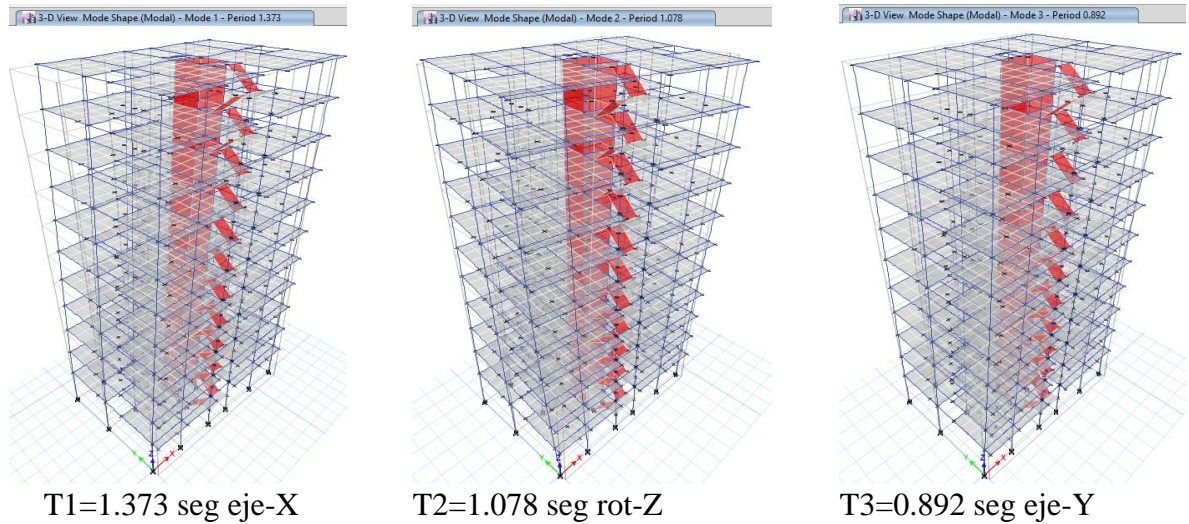 3-D View Mode Shape (Modal) - Mode 1 - Period 1.373
3-D View Mode Shape (Modal) - Mode 2 - Period 1.078
3-D View Mode Shape (Modal) - Mode 3 - Period 0.892
Y Z X
Y Z X
Y Z X
T1=1.373 seg eje-X
T2=1.078 seg rot-Z
T3=0.892 seg eje-Y